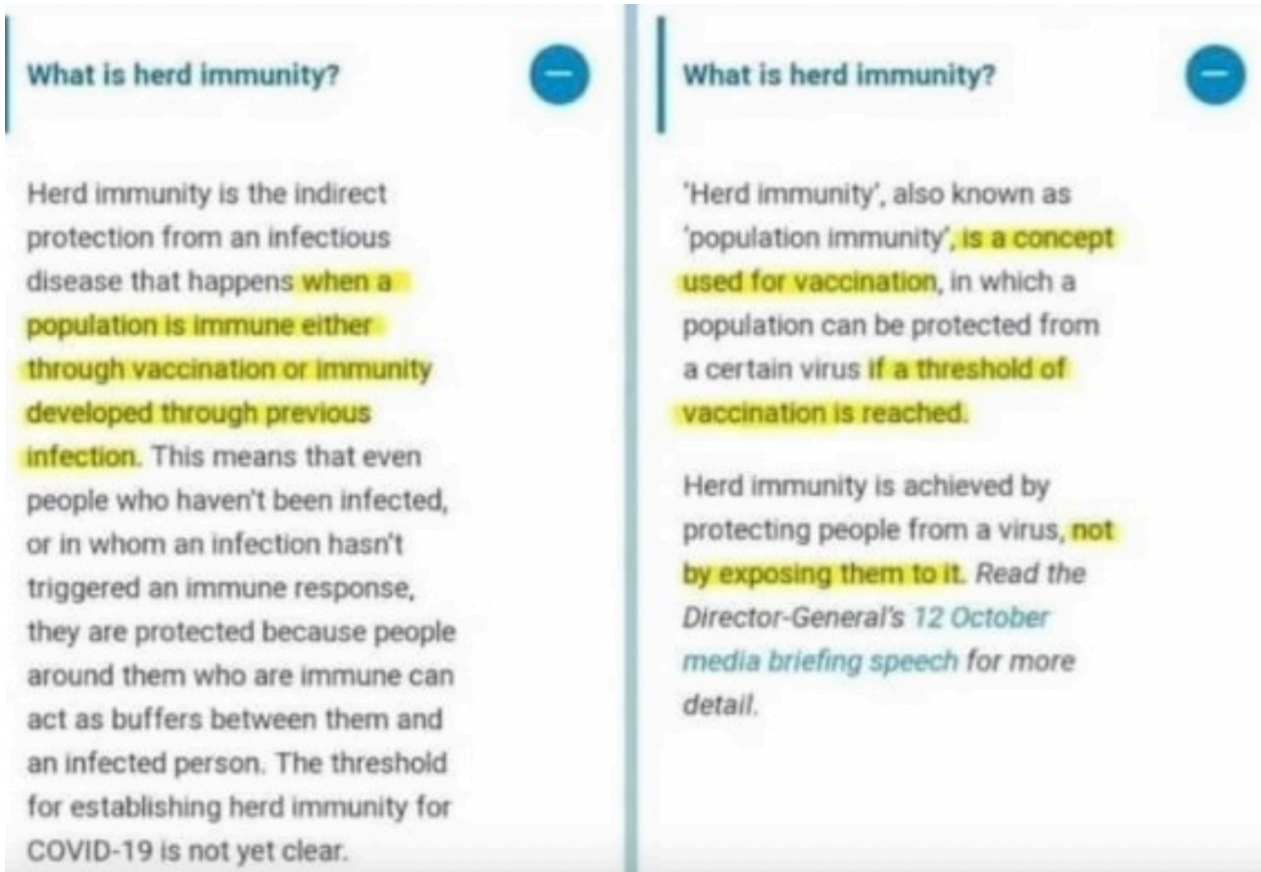 What is herd immunity?
Herd immunity is the indirect
protection from an infectious
disease that happens when a
population is immune either
through vaccination or immunity
developed through previous
infection. This means that even
people who haven't been infected,
or in whom an infection hasn't
triggered an immune response,
they are protected because people
around them who are immune can
act as buffers between them and
an infected person. The threshold
for establishing herd immunity for
COVID-19 is not yet clear.
What is herd immunity?
'Herd immunity', also known as
'population immunity', is a concept
used for vaccination, in which a
population can be protected from
a certain virus if a threshold of
vaccination is reached.
Herd immunity is achieved by
protecting people from a virus, not
by exposing them to it. Read the
Director-General's 12 October
media briefing speech for more
detail.